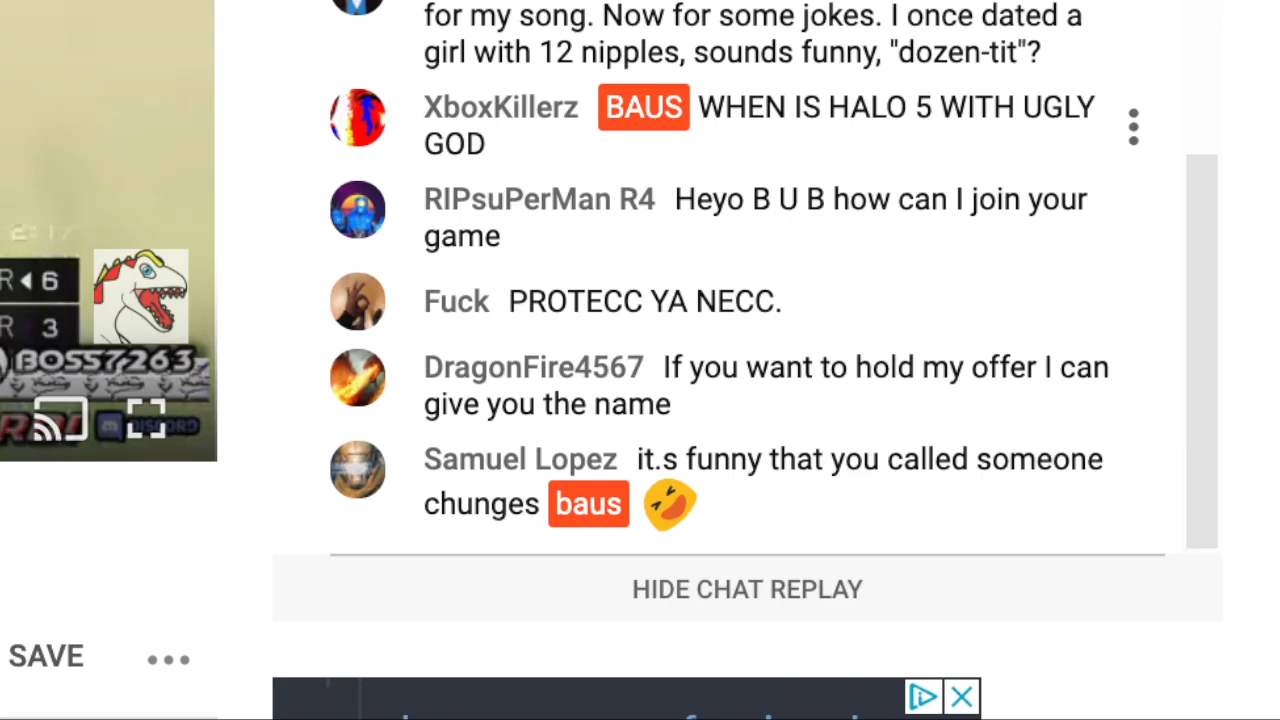 for my song. Now for some jokes. I once dated a
girl with 12 nipples, sounds funny, "dozen-tit"?
XboxKillerz BAUS WHEN IS HALO 5 WITH UGLY
GOD
RIPsuPerMan R4 Heyo B U B how can I join your
game
Fuck PROTECC YA NECC.
DragonFire4567 If you want to hold my offer I can
give you the name
Samuel Lopez it.s funny that you called someone
chunges baus
HIDE CHAT REPLAY
R 6
R 3
BOSS7263
DISCORD
SAVE